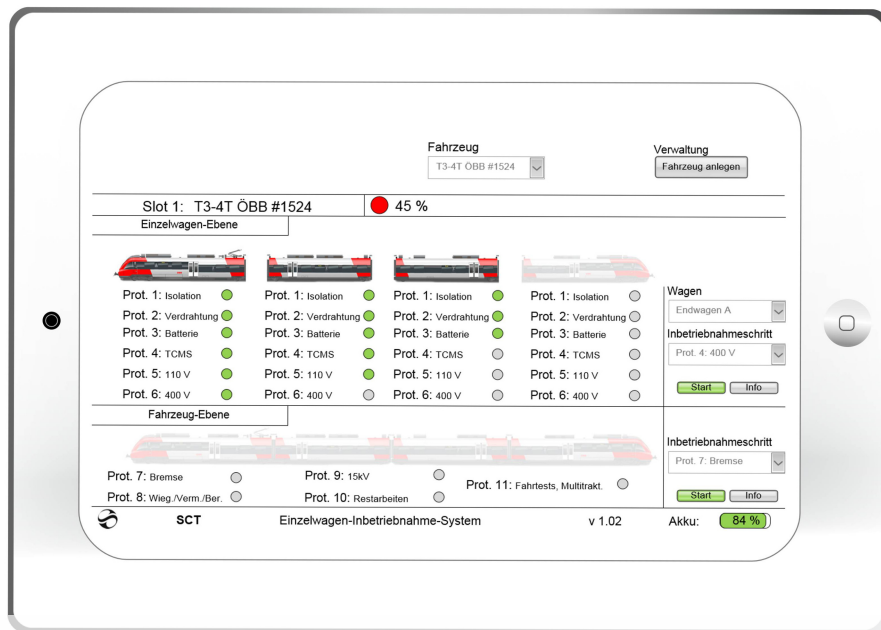 Fahrzeug
T3-4T ÖBB #1524
Verwaltung
Fahrzeug anlegen
Slot 1: T3-4T ÖBB #1524
45 %
Einzelwagen-Ebene
Prot. 1: Isolation
Prot. 2: Verdrahtung
Prot. 3: Batterie
Prot. 4: TCMS
Prot. 5: 110 V
Prot. 6: 400 V
Prot. 1: Isolation
Prot. 2: Verdrahtung
Prot. 3: Batterie
Prot. 4: TCMS
Prot. 5: 110 V
Prot. 6: 400 V
Prot. 1: Isolation
Prot. 2: Verdrahtung
Prot. 3: Batterie
Prot. 4: TCMS
Prot. 5: 110 V
Prot. 6: 400 V
Prot. 1: Isolation
Prot. 2: Verdrahtung
Prot. 3: Batterie
Prot. 4: TCMS
Prot. 5: 110 V
Prot. 6: 400 V
Wagen
Endwagen A
Inbetriebnahmeschritt
Prot. 4: 400 V
Start
Info
Fahrzeug-Ebene
Prot. 7: Bremse
Prot. 8: Wieg./Verm./Ber.
Prot. 9: 15kV
Prot. 10: Restarbeiten
Prot. 11: Fahrtests, Multitrakt.
Inbetriebnahmeschritt
Prot. 7: Bremse
Start
Info
SCT
Einzelwagen-Inbetriebnahme-System
v 1.02
Akku:
84 %